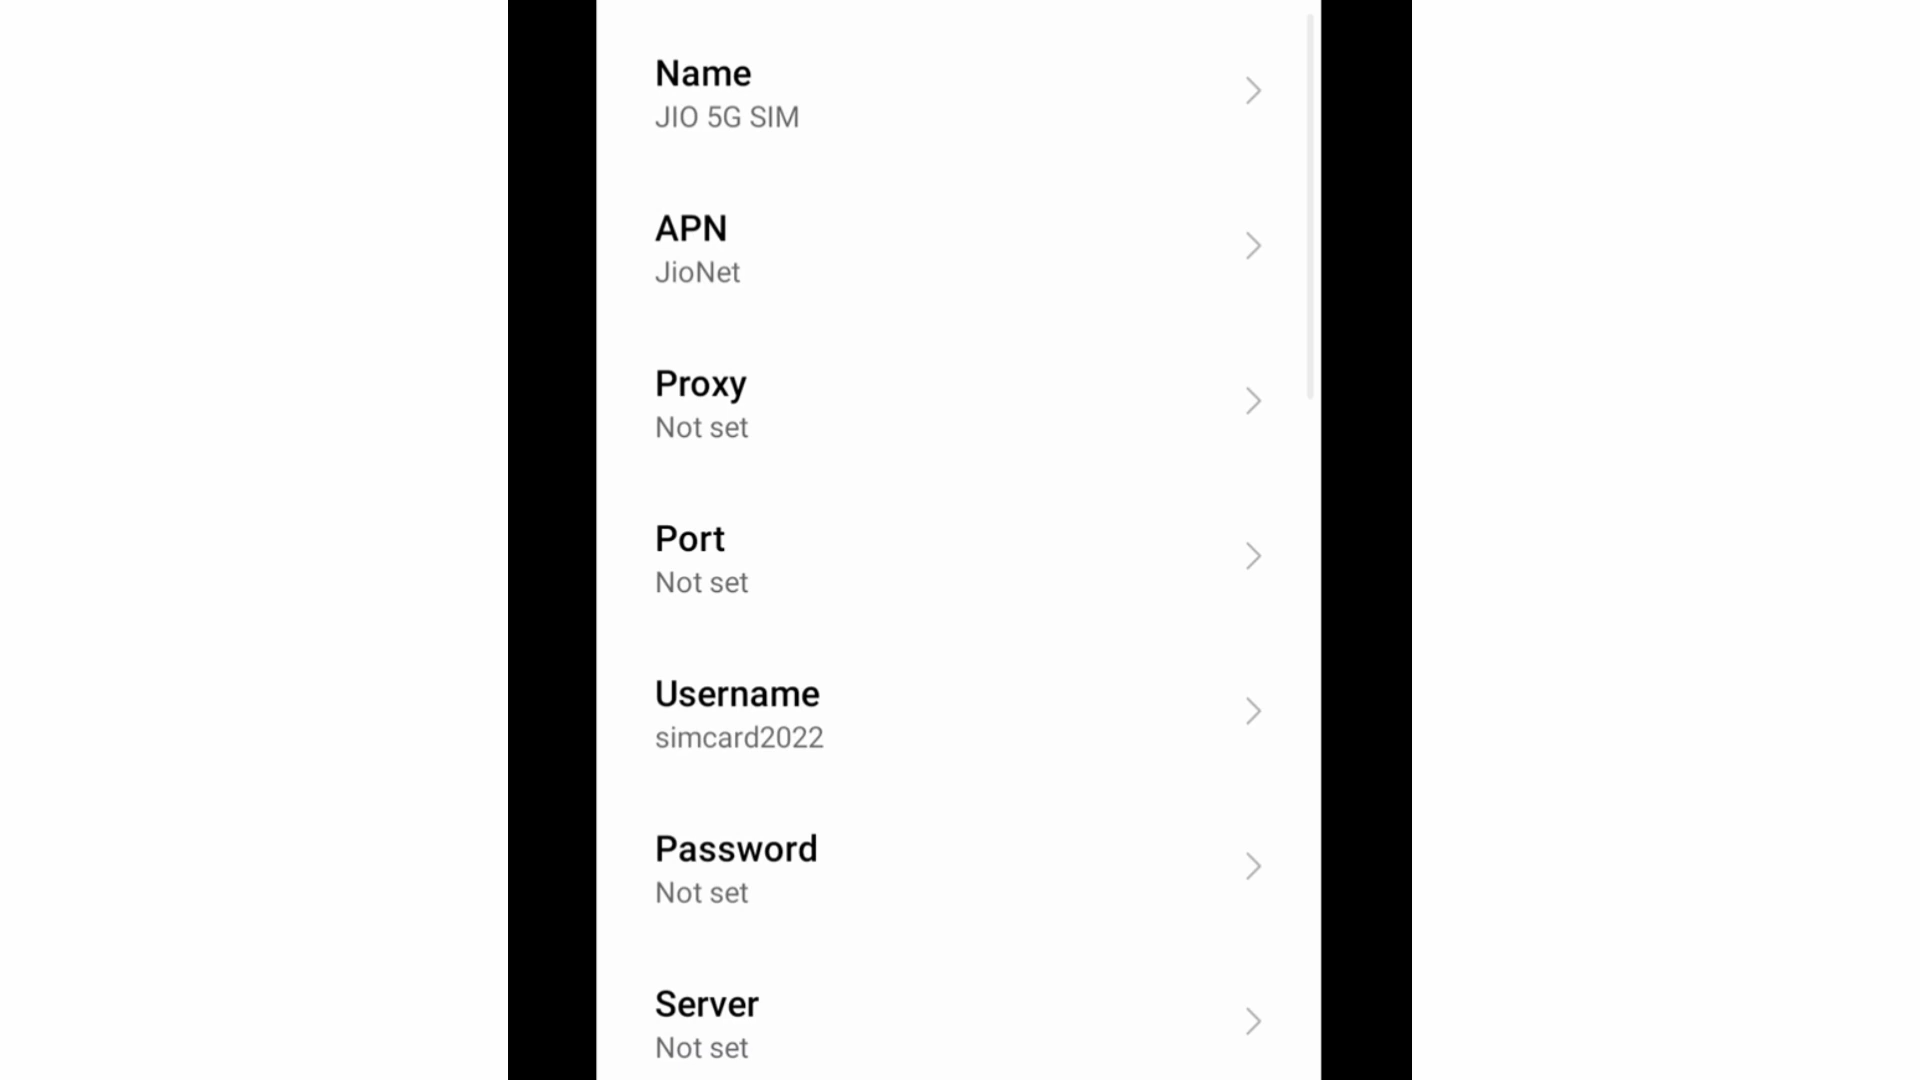 Name
JIO 5G SIM
APN
JioNet
Proxy
Not set
Port
Not set
Username
simcard2022
Password
Not set
Server
Not set